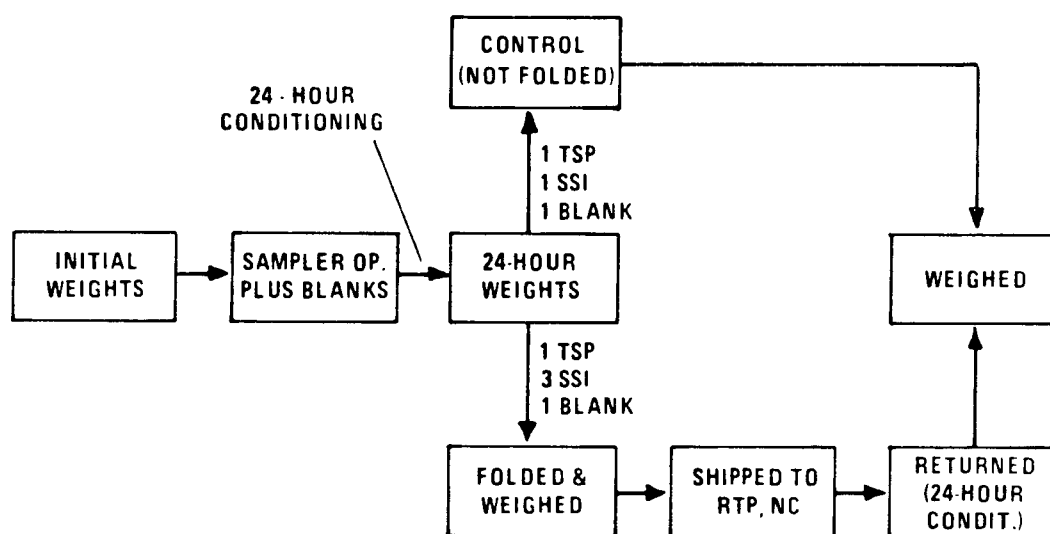 CONTROL
(NOT FOLDED)
24 - HOUR
CONDITIONING
1 TSP
1 SSI
1 BLANK
INITIAL
WEIGHTS
SAMPLER OP.
PLUS BLANKS
24-HOUR
WEIGHTS
WEIGHED
1 TSP
3 SSI
1 BLANK
FOLDED &
WEIGHED
SHIPPED TO
RTP, NC
RETURNED
(24-HOUR
CONDIT.)